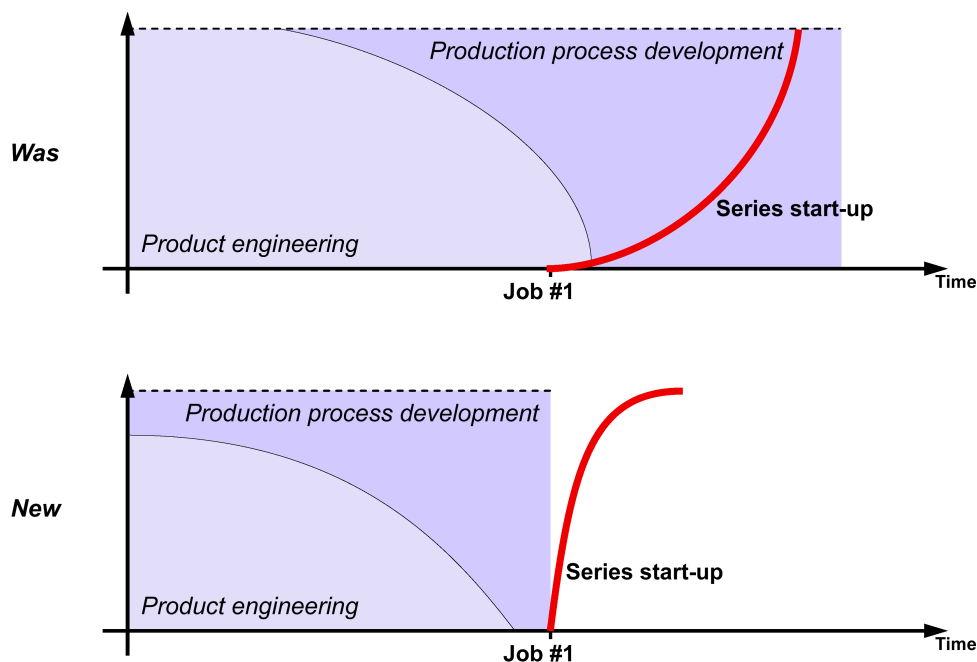 Production process development
Was
Series start-up
Product engineering
Time
Job #1
Production process development
New
Series start-up
Product engineering
Time
Job #1